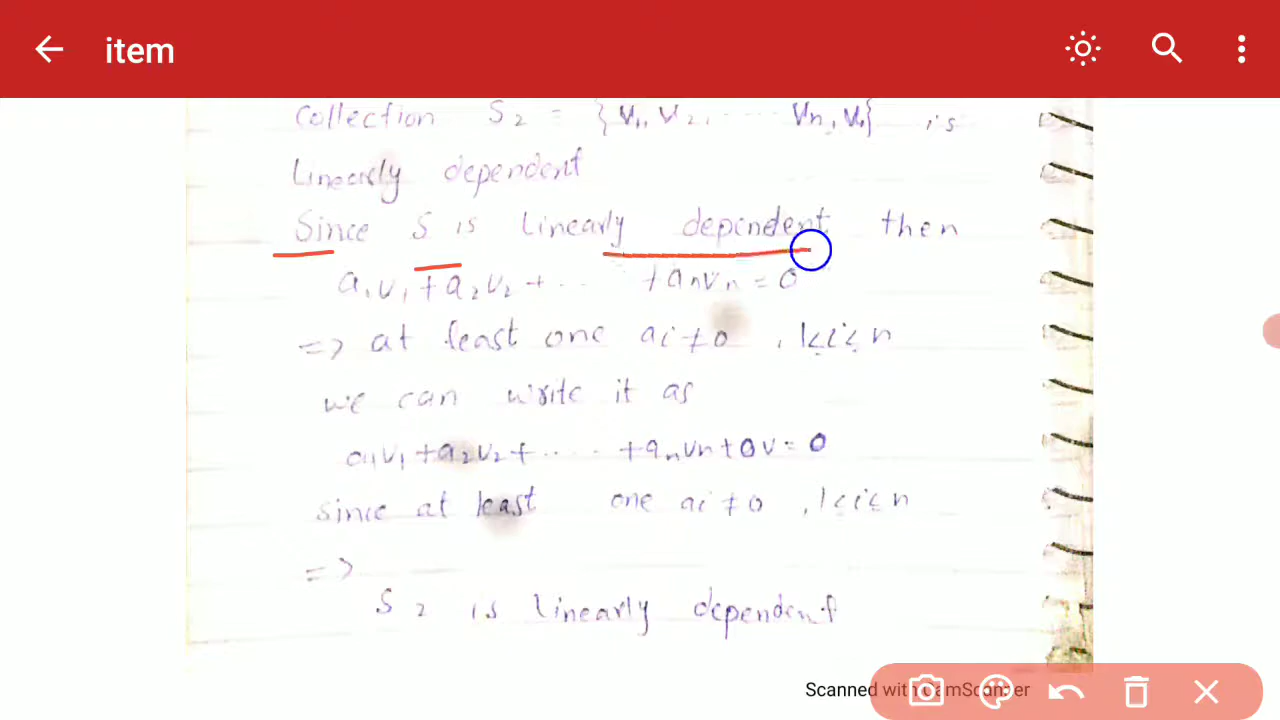 item
Collection S2 = {V1, V2, ... Vn, V1} is
Linearly dependent
Since S is linearly dependent then
a1v1 + a2v2 + ... + anvn = 0
=> at least one ai ≠ 0 , 1≤i≤ n
we can write it as
a1v1 + a2v2 + ... + anvn + 0v = 0
since at least one ai ≠ 0 , 1≤i≤ n
=>
S2 is linearly dependent
Scanned with CamScanner